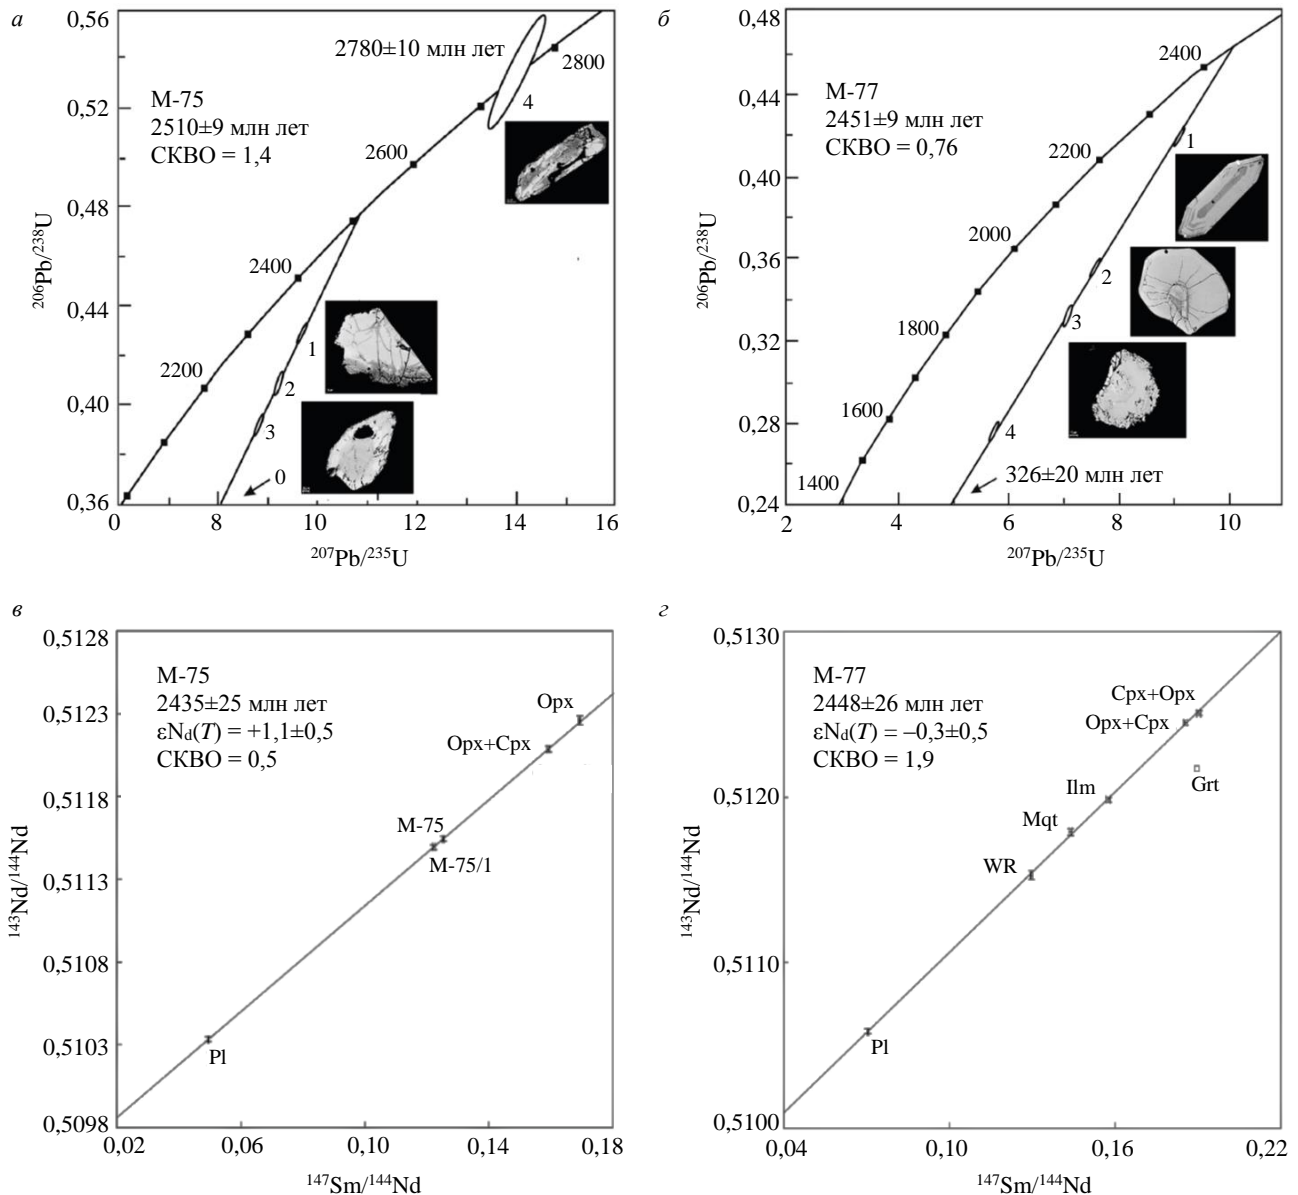 а
0,56
0,52
0,48
0,44
0,40
0,36
²⁰⁶Pb/²³⁸U
2780±10 млн лет
2800
4
М-75
2510±9 млн лет
СКВО = 1,4
2600
2400
2200
1
2
3
0
0
8
10
12
14
16
²⁰⁷Pb/²³⁵U
б
0,48
0,44
0,40
0,36
0,32
0,28
0,24
²⁰⁶Pb/²³⁸U
2400
М-77
2451±9 млн лет
СКВО = 0,76
2200
2000
1800
1600
1400
1
2
3
4
326±20 млн лет
2
4
6
8
10
²⁰⁷Pb/²³⁵U
в
0,5128
0,5123
0,5118
0,5113
0,5108
0,5103
0,5098
¹⁴³Nd/¹⁴⁴Nd
М-75
2435±25 млн лет
εNd(T) = +1,1±0,5
СКВО = 0,5
Opx
Opx+Cpx
М-75
М-75/1
Pl
0,02
0,06
0,10
0,14
0,18
¹⁴⁷Sm/¹⁴⁴Nd
г
0,5130
0,5120
0,5110
0,5100
¹⁴³Nd/¹⁴⁴Nd
М-77
2448±26 млн лет
εNd(T) = –0,3±0,5
СКВО = 1,9
Cpx+Opx
Opx+Cpx
Grt
Ilm
Mqt
WR
Pl
0,04
0,10
0,16
0,22
¹⁴⁷Sm/¹⁴⁴Nd